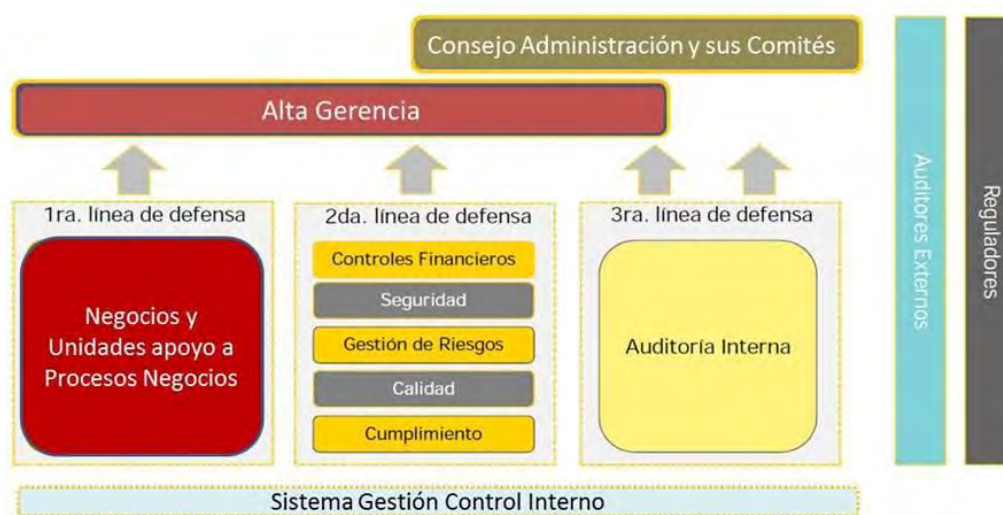 Consejo Administración y sus Comités
Alta Gerencia
1ra. línea de defensa
Negocios y
Unidades apoyo a
Procesos Negocios
2da. línea de defensa
Controles Financieros
Seguridad
Gestión de Riesgos
Calidad
Cumplimiento
3ra. línea de defensa
Auditoría Interna
Auditores Externos
Reguladores
Sistema Gestión Control Interno